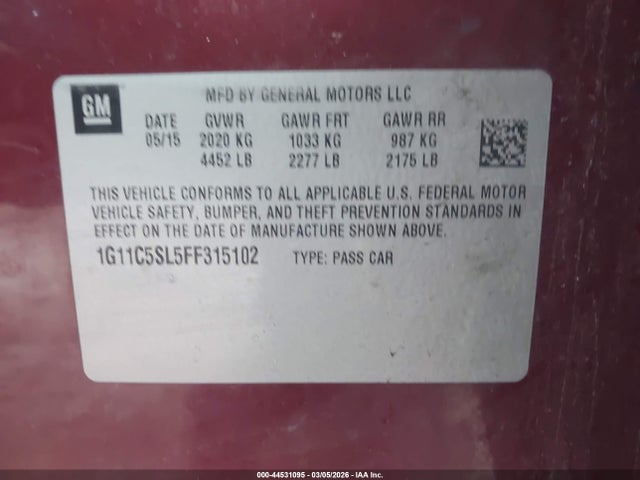 GM
MFD BY GENERAL MOTORS LLC
DATE GVWR GAWR FRT GAWR RR
05/15 2020 KG 1033 KG 987 KG
4452 LB 2277 LB 2175 LB
THIS VEHICLE CONFORMS TO ALL APPLICABLE U.S. FEDERAL MOTOR
VEHICLE SAFETY, BUMPER, AND THEFT PREVENTION STANDARDS IN
EFFECT ON THE DATE OF MANUFACTURE SHOWN ABOVE.
1G11C5SL5FF315102 TYPE: PASS CAR
000-44531095 - 03/05/2026 - IAA Inc.